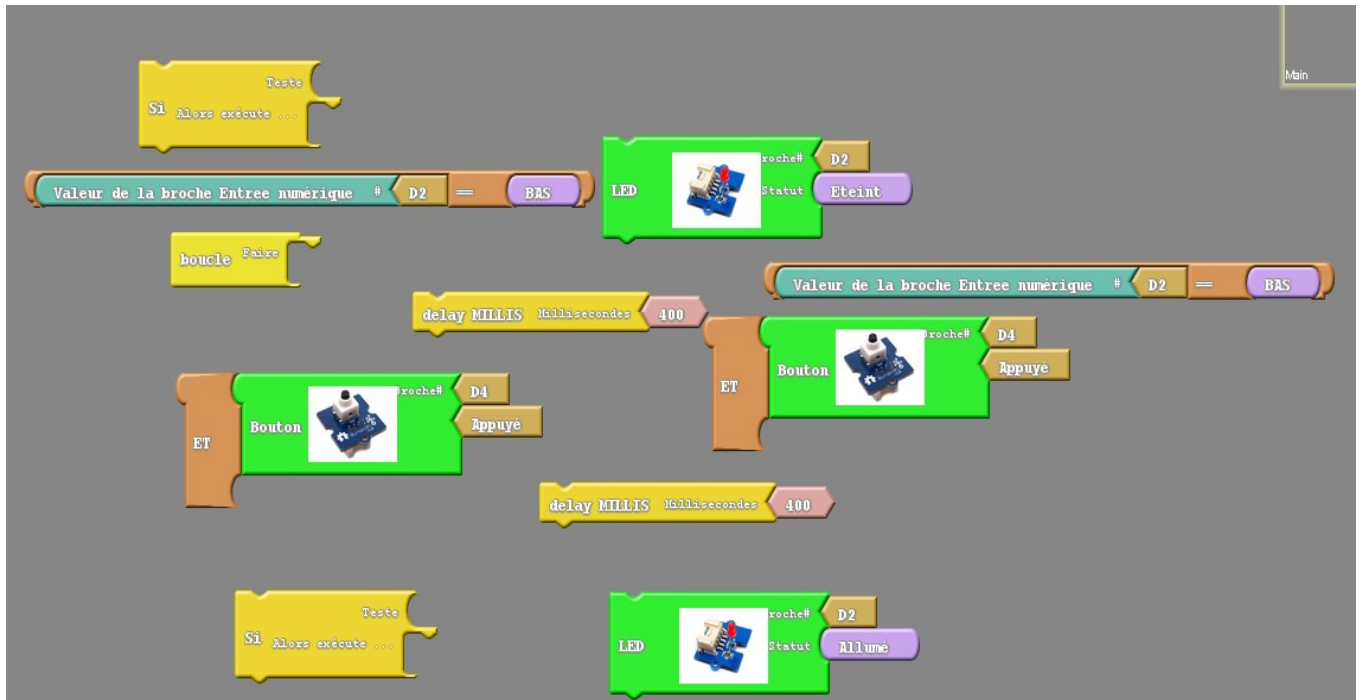 Main
Teste
Si Alors exécute ...
Valeur de la broche Entree numérique # D2 == BAS
roche# D2
LED Statut Eteint
boucle Faire
Valeur de la broche Entree numérique # D2 == BAS
delay MILLIS Millisecondes 400
roche# D4
Bouton Appuyé
ET
Broche# D4
Bouton Appuyé
ET
delay MILLIS Millisecondes 400
Teste
Si Alors exécute ...
roche# D2
LED Statut Allumé